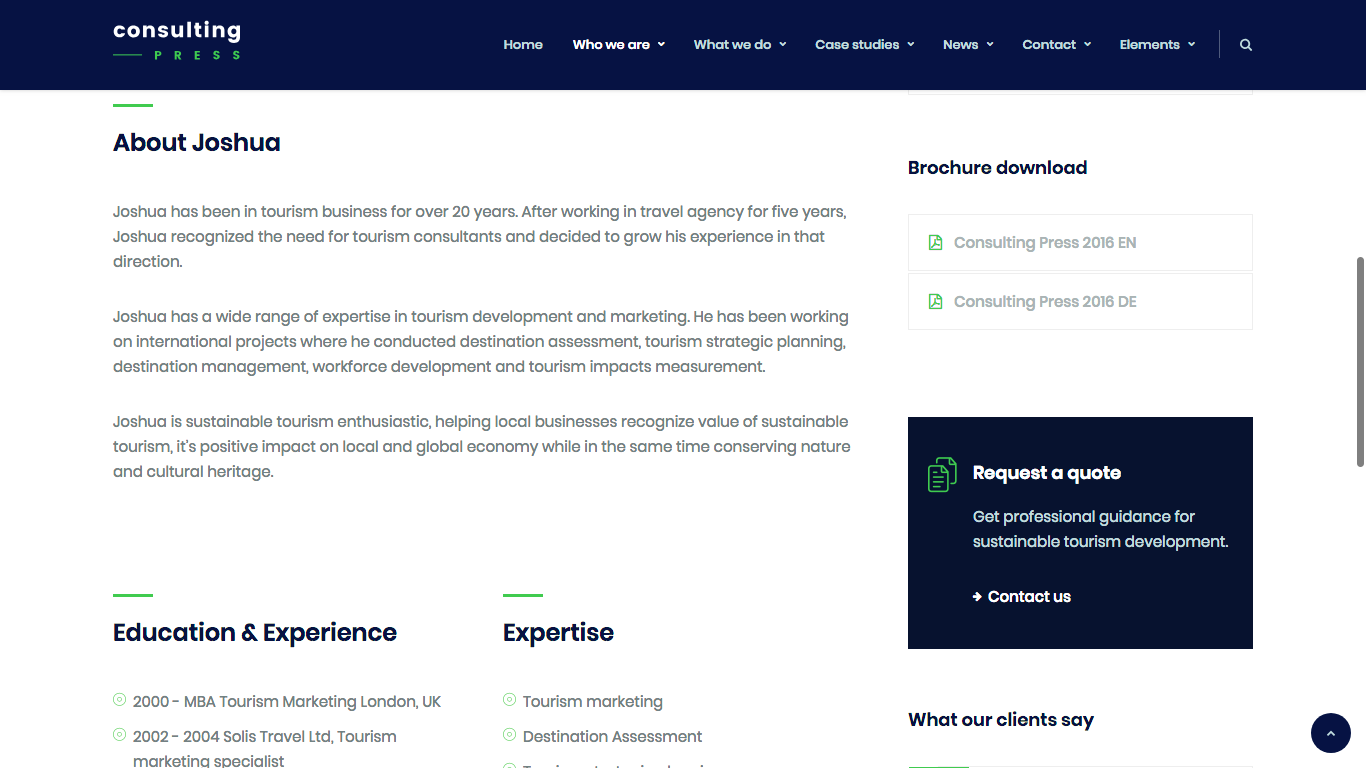 consulting
PRESS
Home
Who we are
What we do
Case studies
News
Contact
Elements
About Joshua
Joshua has been in tourism business for over 20 years. After working in travel agency for five years,
Joshua recognized the need for tourism consultants and decided to grow his experience in that
direction.
Joshua has a wide range of expertise in tourism development and marketing. He has been working
on international projects where he conducted destination assessment, tourism strategic planning,
destination management, workforce development and tourism impacts measurement.
Joshua is sustainable tourism enthusiastic, helping local businesses recognize value of sustainable
tourism, it's positive impact on local and global economy while in the same time conserving nature
and cultural heritage.
Education & Experience
2000 - MBA Tourism Marketing London, UK
2002 - 2004 Solis Travel Ltd, Tourism
marketing specialist
Expertise
Tourism marketing
Destination Assessment
Brochure download
Consulting Press 2016 EN
Consulting Press 2016 DE
Request a quote
Get professional guidance for
sustainable tourism development.
Contact us
What our clients say